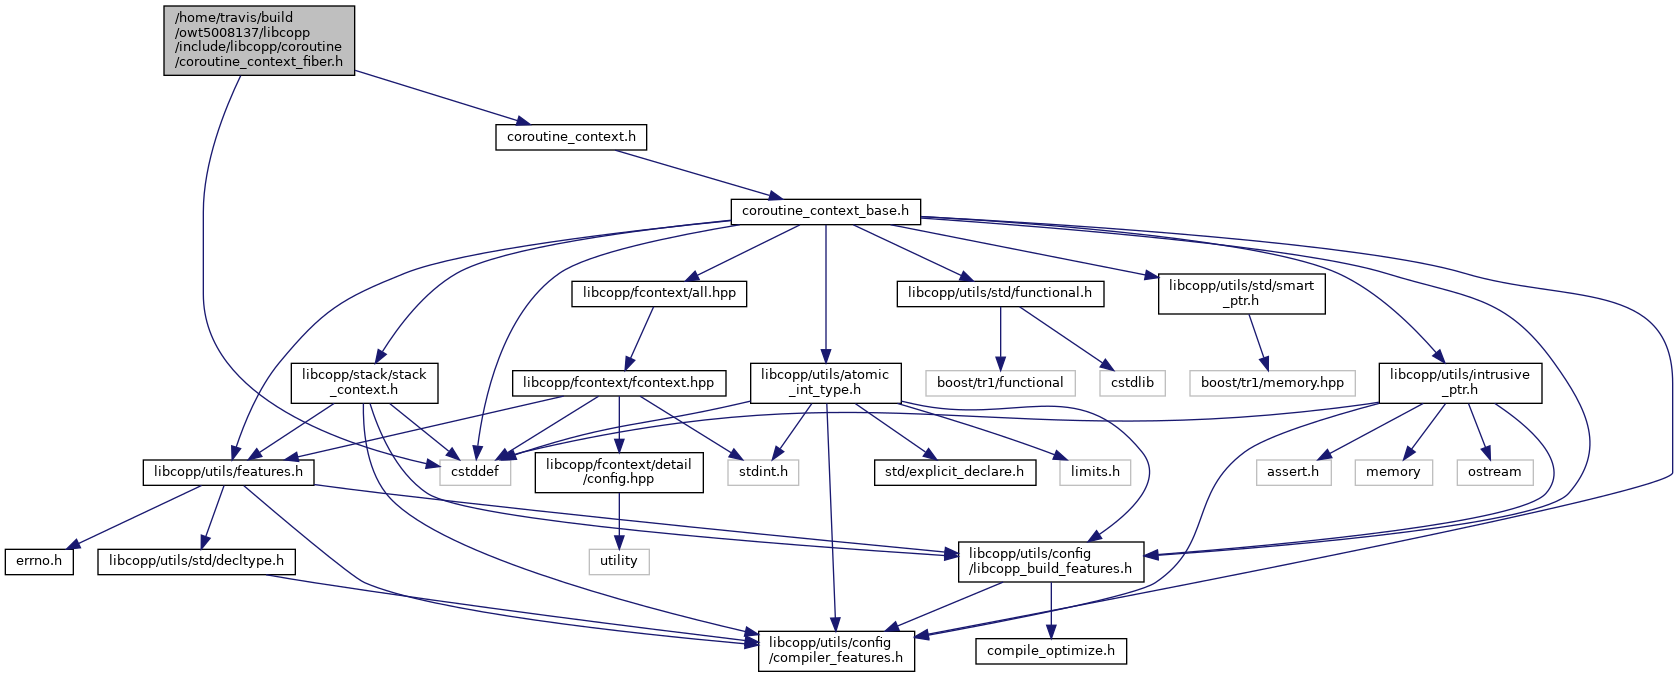 /home/travis/build
/owt5008137/libcopp
/include/libcopp/coroutine
/coroutine_context_fiber.h
coroutine_context.h
coroutine_context_base.h
libcopp/fcontext/all.hpp
libcopp/utils/std/functional.h
libcopp/utils/std/smart
_ptr.h
libcopp/stack/stack
_context.h
libcopp/fcontext/fcontext.hpp
libcopp/utils/atomic
_int_type.h
boost/tr1/functional
cstdlib
boost/tr1/memory.hpp
libcopp/utils/intrusive
_ptr.h
libcopp/utils/features.h
cstddef
libcopp/fcontext/detail
/config.hpp
stdint.h
std/explicit_declare.h
limits.h
assert.h
memory
ostream
errno.h
libcopp/utils/std/decltype.h
utility
libcopp/utils/config
/libcopp_build_features.h
libcopp/utils/config
/compiler_features.h
compile_optimize.h